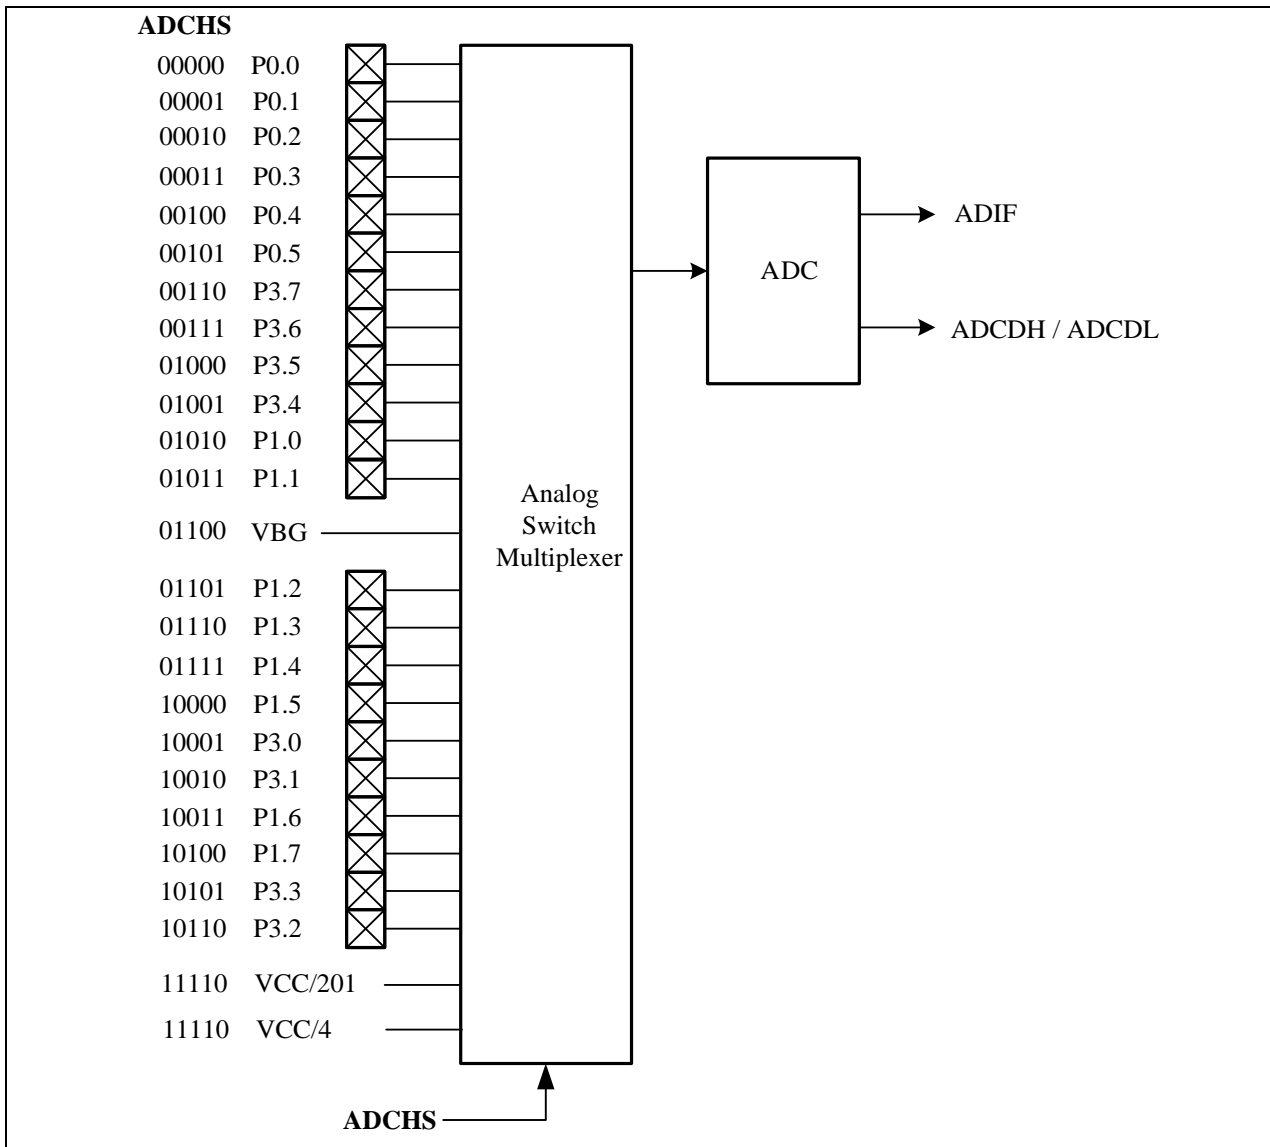 ADCHS
00000 P0.0
00001 P0.1
00010 P0.2
00011 P0.3
00100 P0.4
00101 P0.5
00110 P3.7
00111 P3.6
01000 P3.5
01001 P3.4
01010 P1.0
01011 P1.1
01100 VBG
01101 P1.2
01110 P1.3
01111 P1.4
10000 P1.5
10001 P3.0
10010 P3.1
10011 P1.6
10100 P1.7
10101 P3.3
10110 P3.2
11110 VCC/201
11110 VCC/4
Analog
Switch
Multiplexer
ADCHS
ADC
ADIF
ADCDH / ADCDL